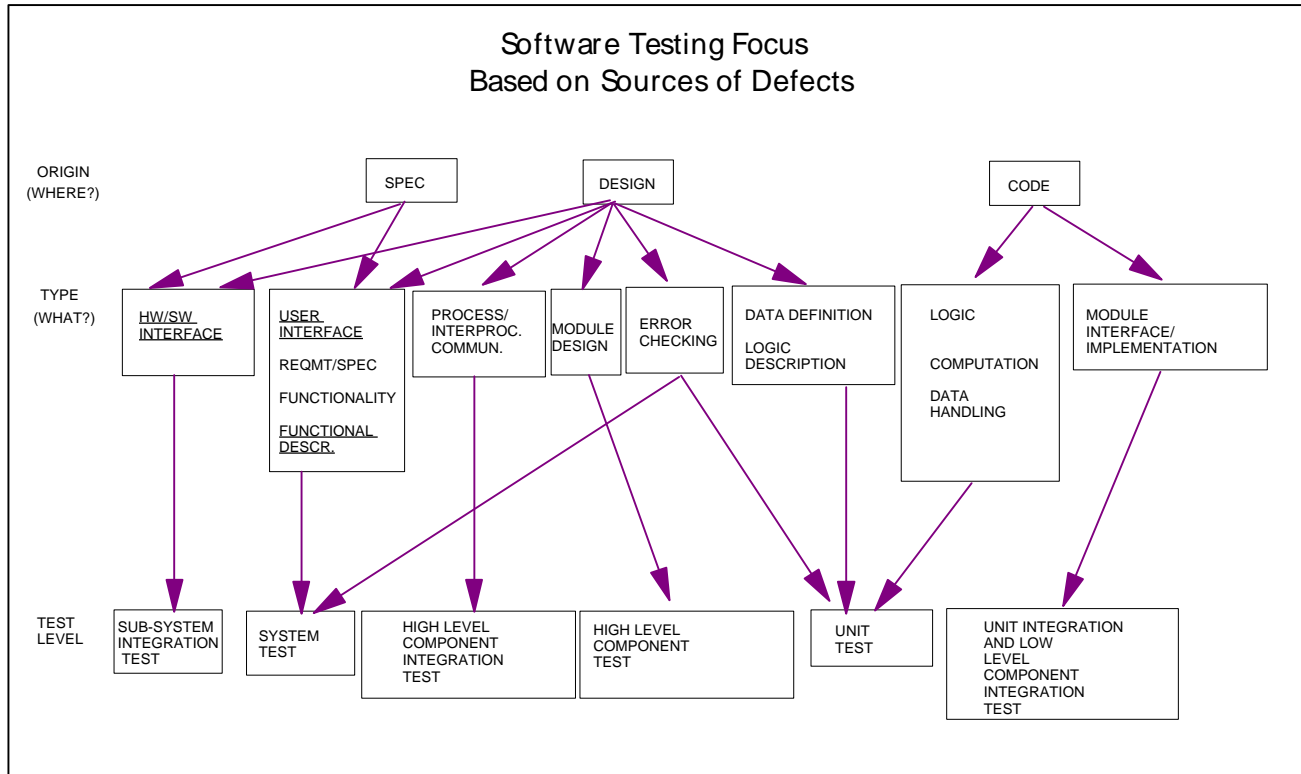 Software Testing Focus
Based on Sources of Defects
ORIGIN
(WHERE?)
SPEC
DESIGN
CODE
TYPE
(WHAT?)
HW/SW
INTERFACE
USER
INTERFACE
REQMT/SPEC
FUNCTIONALITY
FUNCTIONAL
DESCR.
PROCESS/
INTERPROC.
COMMUN.
MODULE
DESIGN
ERROR
CHECKING
DATA DEFINITION
LOGIC
DESCRIPTION
LOGIC
COMPUTATION
DATA
HANDLING
MODULE
INTERFACE/
IMPLEMENTATION
TEST
LEVEL
SUB-SYSTEM
INTEGRATION
TEST
SYSTEM
TEST
HIGH LEVEL
COMPONENT
INTEGRATION
TEST
HIGH LEVEL
COMPONENT
TEST
UNIT
TEST
UNIT INTEGRATION
AND LOW
LEVEL
COMPONENT
INTEGRATION
TEST